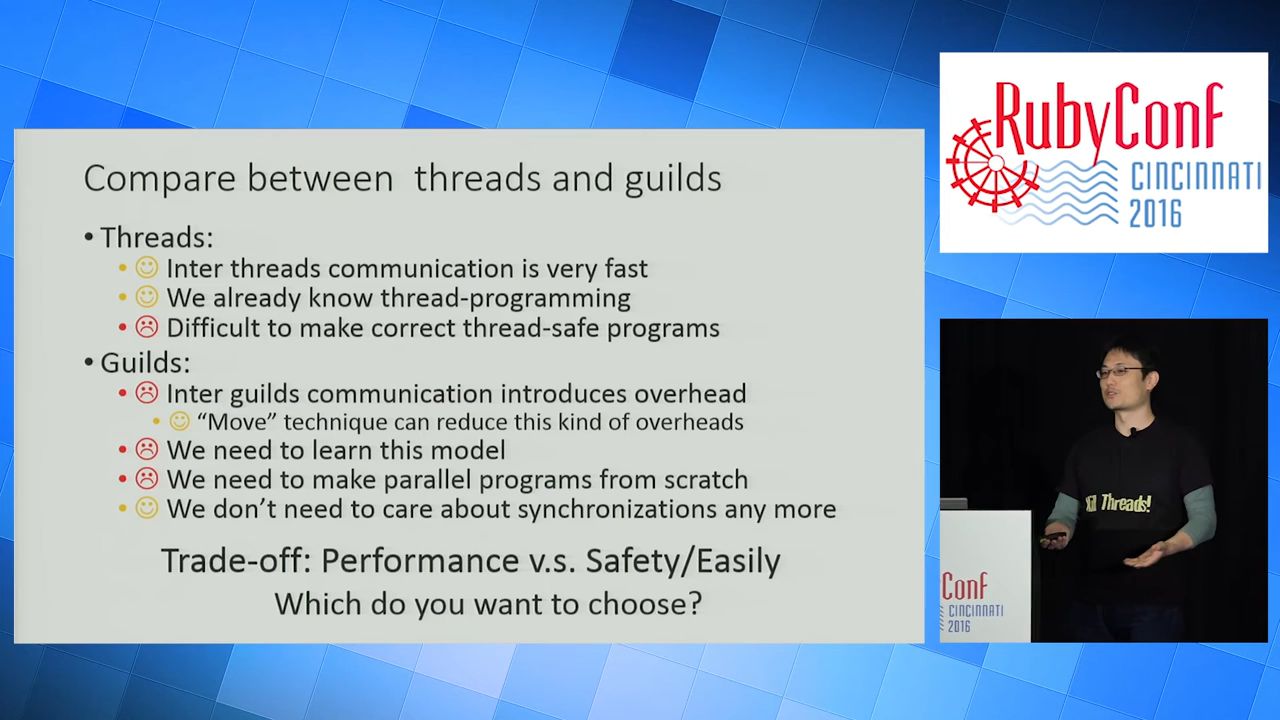 Compare between threads and guilds
• Threads:
• ☺ Inter threads communication is very fast
• ☺ We already know thread-programming
• ☹ Difficult to make correct thread-safe programs
• Guilds:
• ☹ Inter guilds communication introduces overhead
• ☺ “Move” technique can reduce this kind of overheads
• ☹ We need to learn this model
• ☹ We need to make parallel programs from scratch
• ☺ We don’t need to care about synchronizations any more
Trade-off: Performance v.s. Safety/Easily
Which do you want to choose?
RubyConf
CINCINNATI
2016
Threads!
Conf
CINCINNATI
2016